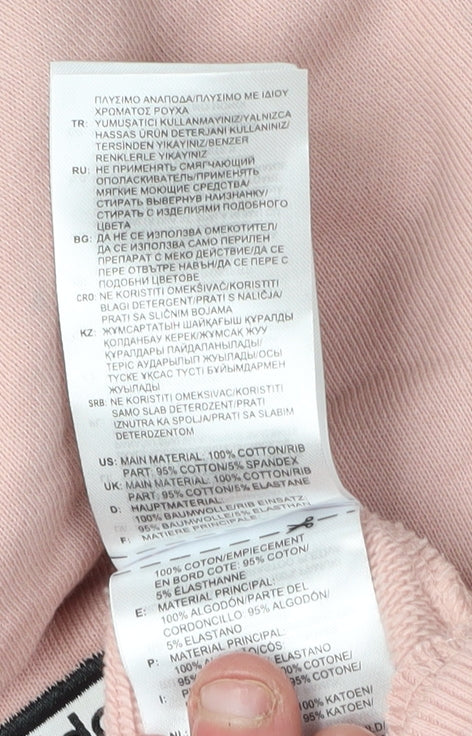 ΠΛΥΣΙΜΟ ΑΝΑΠΟΔΑ/ΠΛΥΣΙΜΟ ΜΕ ΙΔΙΟΥ
ΧΡΩΜΑΤΟΣ ΡΟΥΧΑ
TR: YUMUŞATICI KULLANMAYINIZ/YALNIZCA
HASSAS ÜRÜN DETERJANI KULLANINIZ/
TERSİNDEN YIKAYINIZ/BENZER
RENKLERLE YIKAYINIZ
RU: НЕ ПРИМЕНЯТЬ СМЯГЧАЮЩИЙ
ОПОЛАСКИВАТЕЛЬ/ПРИМЕНЯТЬ
МЯГКИЕ МОЮЩИЕ СРЕДСТВА/
СТИРАТЬ ВЫВЕРНУВ НАИЗНАНКУ/
СТИРАТЬ С ИЗДЕЛИЯМИ ПОДОБНОГО
ЦВЕТА
BG: ДА НЕ СЕ ИЗПОЛЗВА ОМЕКОТИТЕЛ/
ДА СЕ ИЗПОЛЗВА САМО ПЕРИЛЕН
ПРЕПАРАТ С МЕКО ДЕЙСТВИЕ/ДА СЕ
ПЕРЕ ОТВЪТРЕ НАВЪН/ДА СЕ ПЕРЕ С
ПОДОБНИ ЦВЕТОВЕ
CRO: NE KORISTITI OMEKŠIVAČ/KORISTITI
BLAGI DETERGENT/PRATI S NALIČJA/
PRATI SA SLIČNIM BOJAMA
KZ: ЖҰМСАРТАТЫН ШАЙҚАҒЫШ ҚҰРАЛДЫ
ҚОЛДАНБАУ КЕРЕК/ЖҰМСАҚ ЖУУ
ҚҰРАЛДАРЫ ПАЙДАЛАНЫЛАДЫ/
ТЕРІС АУДАРЫЛЫП ЖУЫЛАДЫ/ОСЫ
ТҮСКЕ ҰҚСАС ТҮСТІ БҰЙЫМДАРМЕН
ЖУЫЛАДЫ
SRB: NE KORISTITI OMEKSIVAC/KORISTITI
SAMO SLAB DETERDZENT/PRATI
IZNUTRA KA SPOLJA/PRATI SA SLABIM
DETERDZENTOM
US: MAIN MATERIAL: 100% COTTON/RIB
PART: 95% COTTON/5% SPANDEX
UK: MAIN MATERIAL: 100% COTTON/RIB
PART: 95% COTTON/5% ELASTANE
D: HAUPTMATERIAL:
100% BAUMWOLLE/RIB EINSATZ:
95% BAUMWOLLE/5% ELASTHAN
F: MATIÈRE PRINCIPALE:
100% COTON/EMPIECEMENT
EN BORD COTE: 95% COTON/
5% ÉLASTHANNE
E: MATERIAL PRINCIPAL:
100% ALGODÓN/PARTE DEL
CORDONCILLO: 95% ALGODÓN/
5% ELASTANO
P: MATERIAL PRINCIPAL:
100% ELASTANO
I: COTONE/
100% KATOEN/
95% KATOEN/